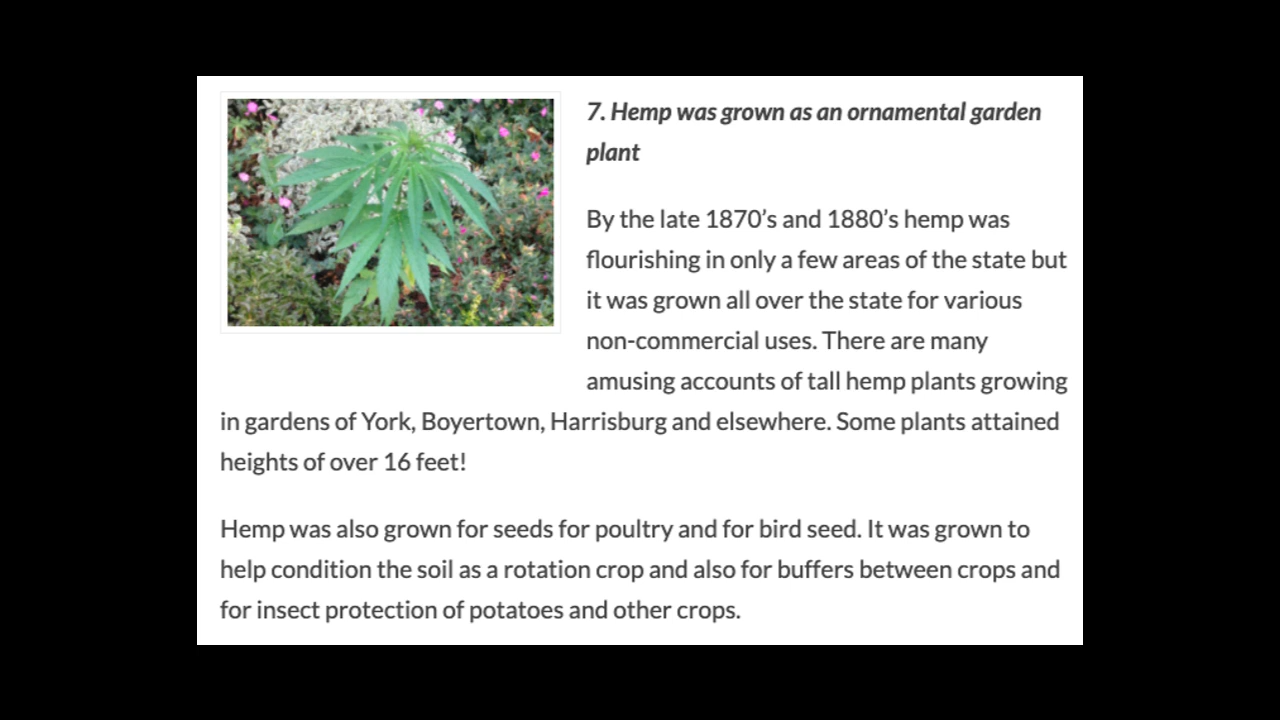 7. Hemp was grown as an ornamental garden
plant
By the late 1870’s and 1880’s hemp was
flourishing in only a few areas of the state but
it was grown all over the state for various
non-commercial uses. There are many
amusing accounts of tall hemp plants growing
in gardens of York, Boyertown, Harrisburg and elsewhere. Some plants attained
heights of over 16 feet!
Hemp was also grown for seeds for poultry and for bird seed. It was grown to
help condition the soil as a rotation crop and also for buffers between crops and
for insect protection of potatoes and other crops.